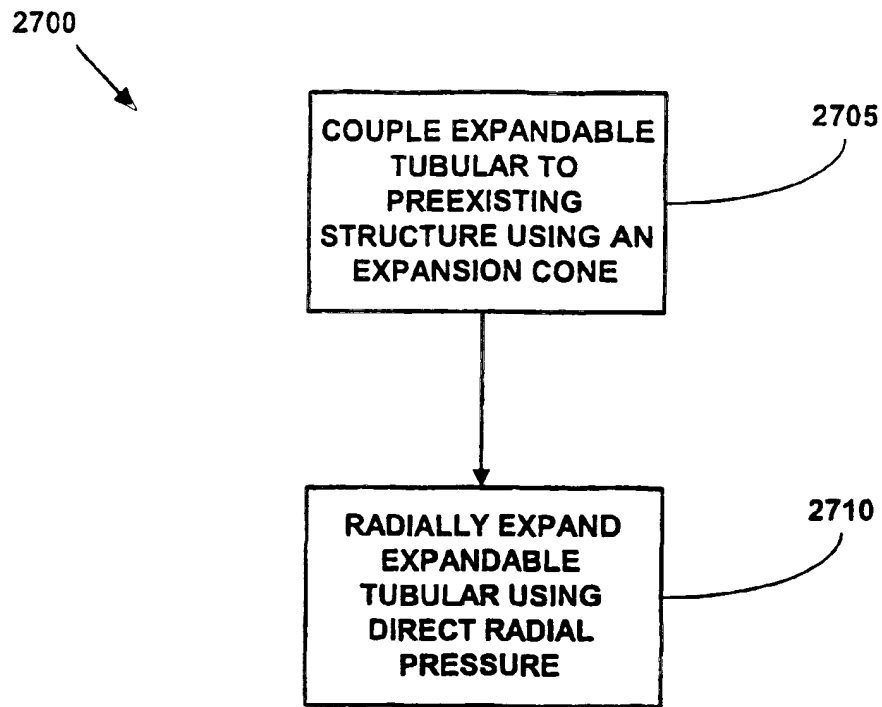 2700
COUPLE EXPANDABLE
TUBULAR TO
PREEXISTING
STRUCTURE USING AN
EXPANSION CONE
2705
RADIALLY EXPAND
EXPANDABLE
TUBULAR USING
DIRECT RADIAL
PRESSURE
2710